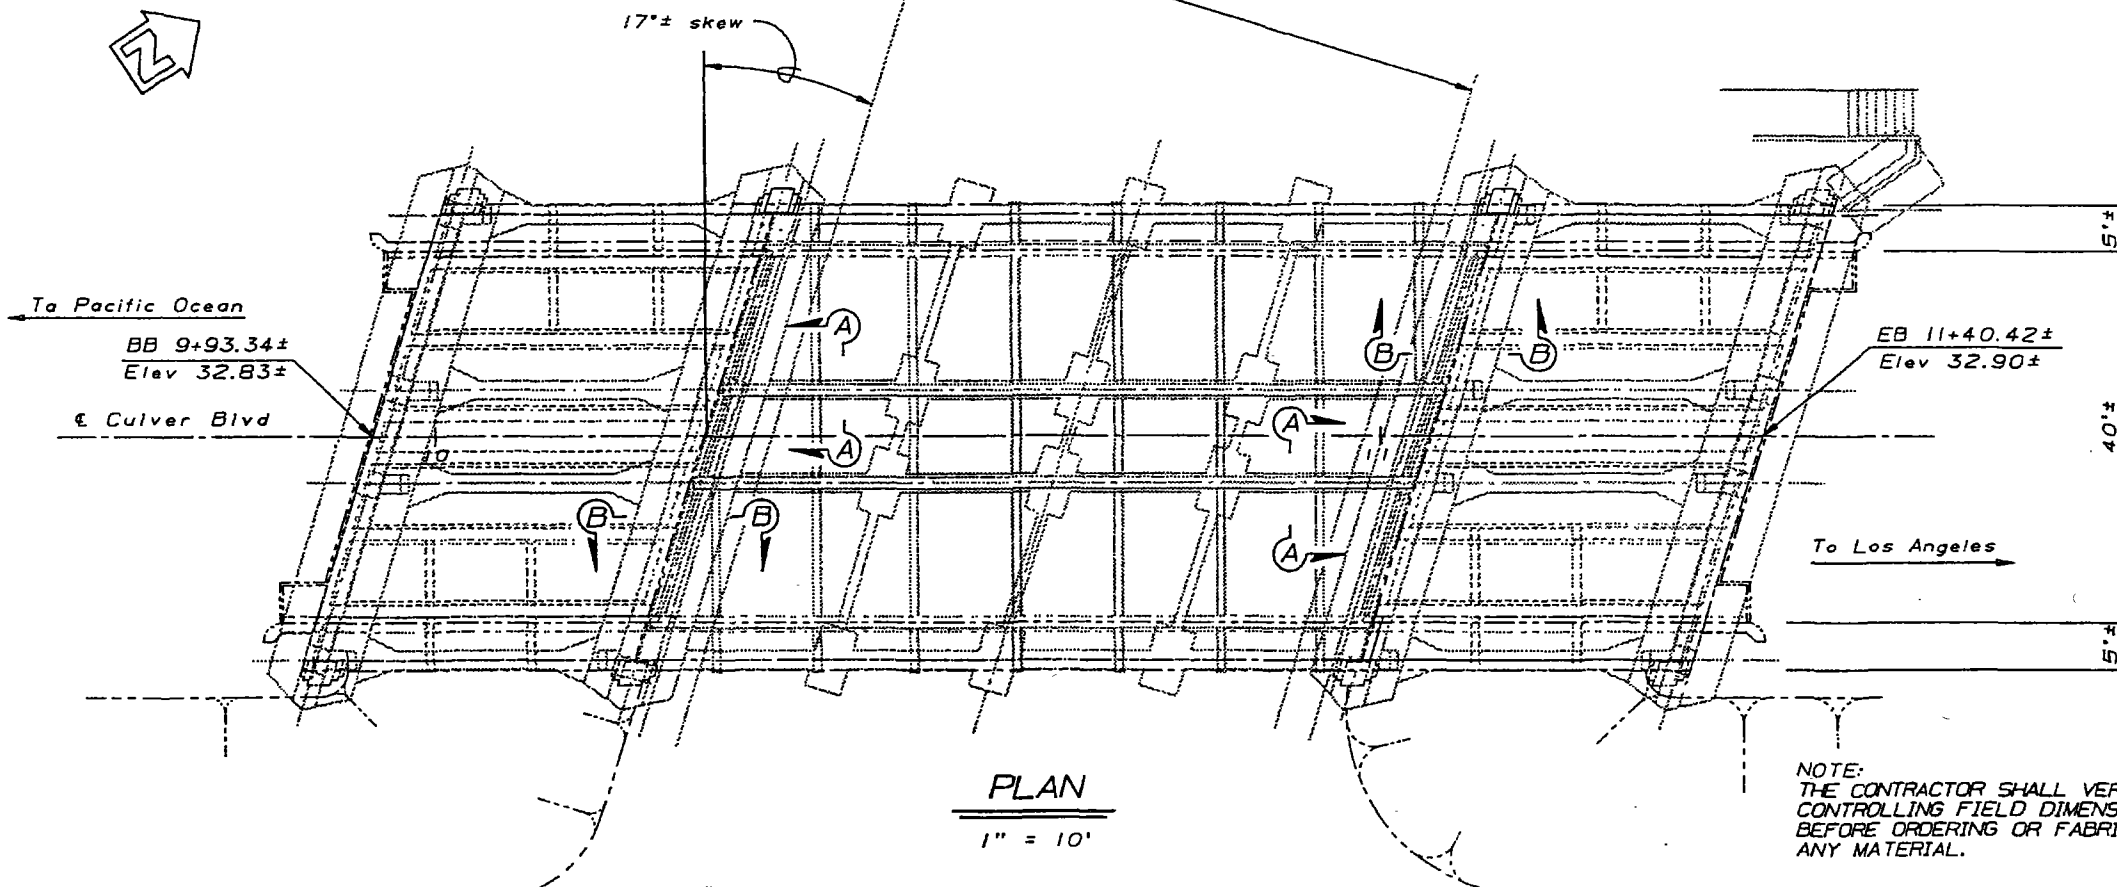 N
17°± skew
To Pacific Ocean
BB 9+93.34±
Elev 32.83±
℄ Culver Blvd
A
A
B
B
B
B
A
A
EB 11+40.42±
Elev 32.90±
To Los Angeles
5'±
40'±
5'±
PLAN
1" = 10'
NOTE:
THE CONTRACTOR SHALL VER
CONTROLLING FIELD DIMENS
BEFORE ORDERING OR FABRI
ANY MATERIAL.